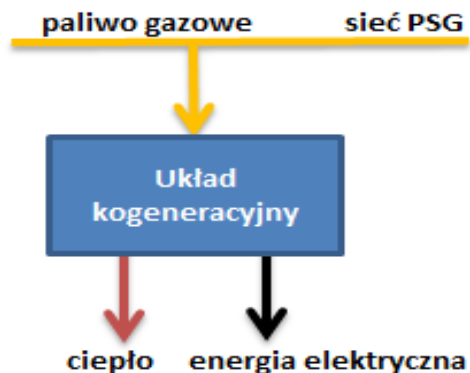 paliwo gazowe sieć PSG
Układ
kogeneracyjny
ciepło energia elektryczna